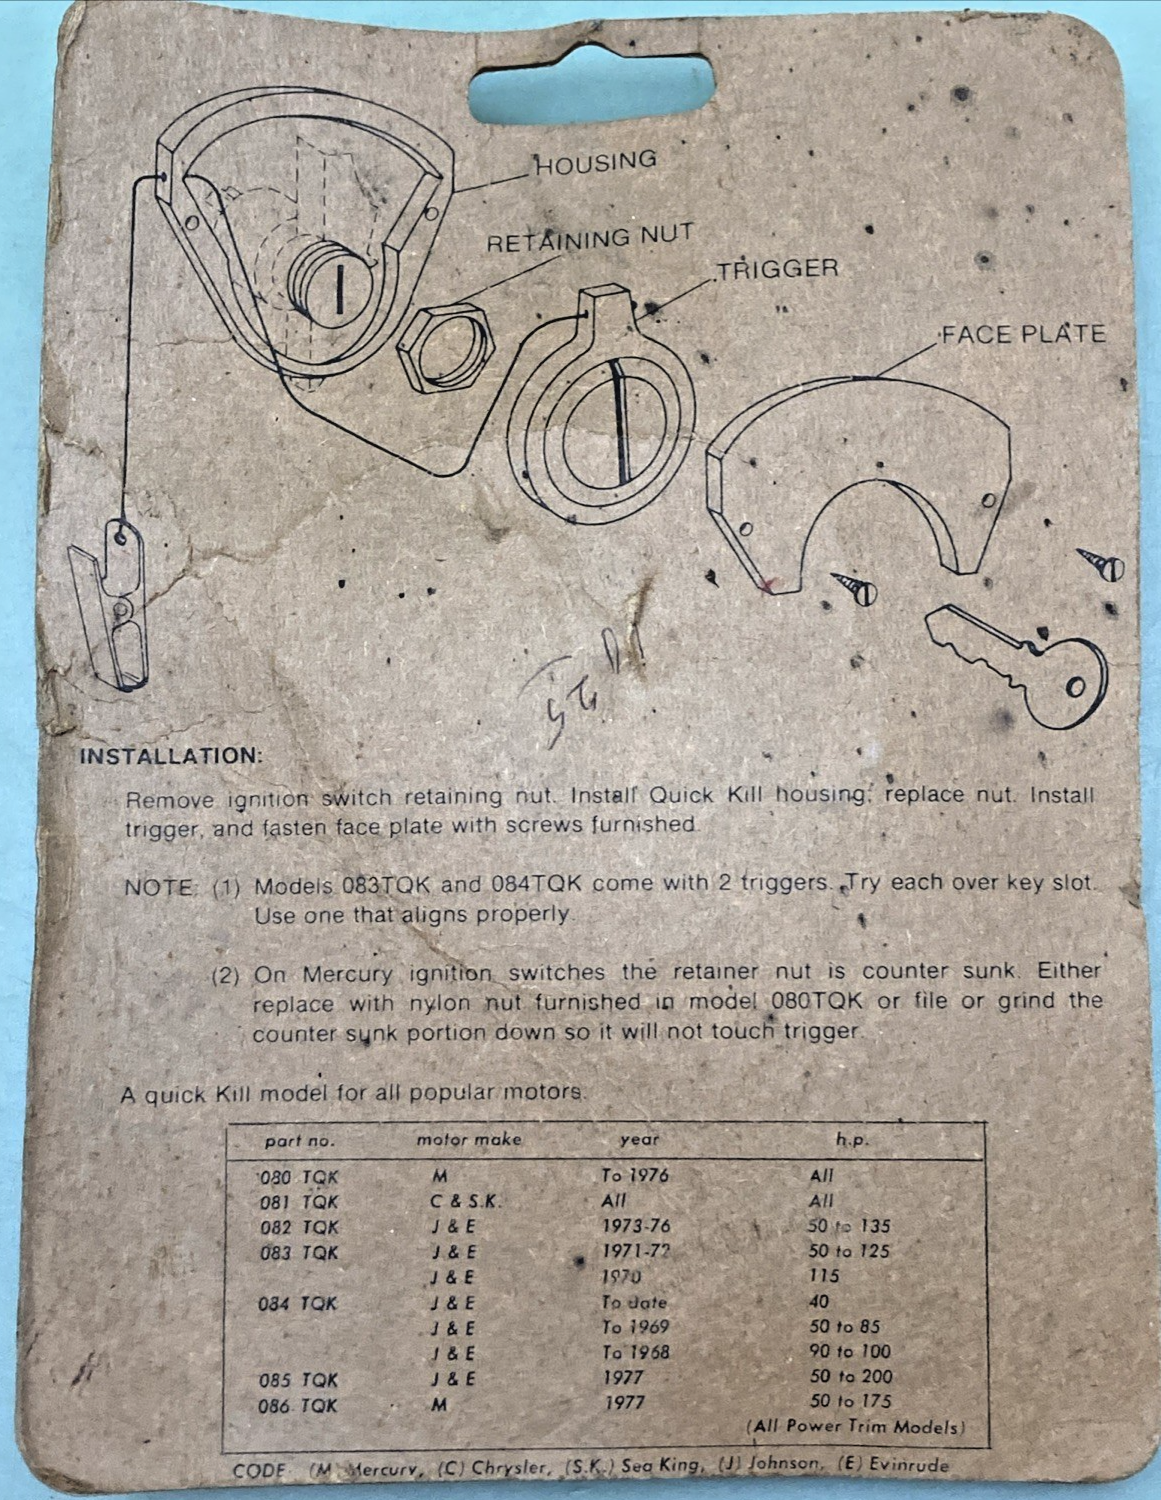 HOUSING
RETAINING NUT
TRIGGER
FACE PLATE
INSTALLATION:
Remove ignition switch retaining nut. Install Quick Kill housing, replace nut. Install
trigger, and fasten face plate with screws furnished.
NOTE: (1) Models 083TQK and 084TQK come with 2 triggers. Try each over key slot.
Use one that aligns properly.
(2) On Mercury ignition switches the retainer nut is counter sunk. Either
replace with nylon nut furnished in model 080TQK or file or grind the
counter sunk portion down so it will not touch trigger.
A quick Kill model for all popular motors.
part no. motor make year h.p.
080 TQK M To 1976 All
081 TQK C & S.K. All All
082 TQK J & E 1973-76 50 to 135
083 TQK J & E 1971-72 50 to 125
J & E 1970 115
084 TQK J & E To date 40
J & E To 1969 50 to 85
J & E To 1968 90 to 100
085 TQK J & E 1977 50 to 200
086 TQK M 1977 50 to 175
(All Power Trim Models)
CODE (M) Mercury, (C) Chrysler, (S.K.) Sea King, (J) Johnson, (E) Evinrude